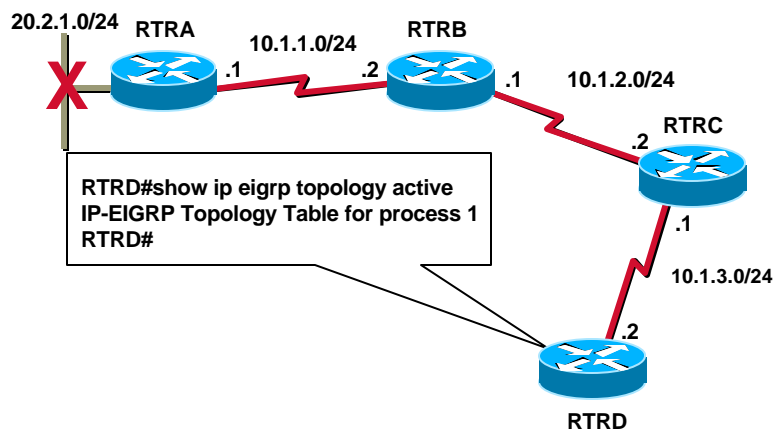 20.2.1.0/24
RTRA
RTRB
10.1.1.0/24
.1
.2
.1
10.1.2.0/24
RTRC
.2
RTRD#show ip eigrp topology active
IP-EIGRP Topology Table for process 1
RTRD#
.1
10.1.3.0/24
.2
RTRD